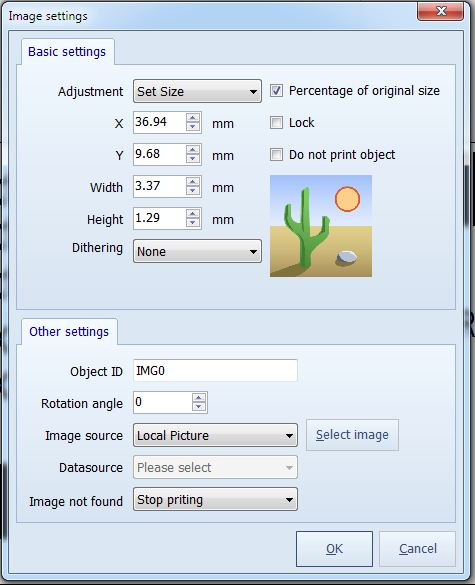 Image settings
Basic settings
Adjustment Set Size Percentage of original size
X 36.94 mm Lock
Y 9.68 mm Do not print object
Width 3.37 mm
Height 1.29 mm
Dithering None
Other settings
Object ID IMG0
Rotation angle 0
Image source Local Picture Select image
Datasource Please select
Image not found Stop priting
OK Cancel